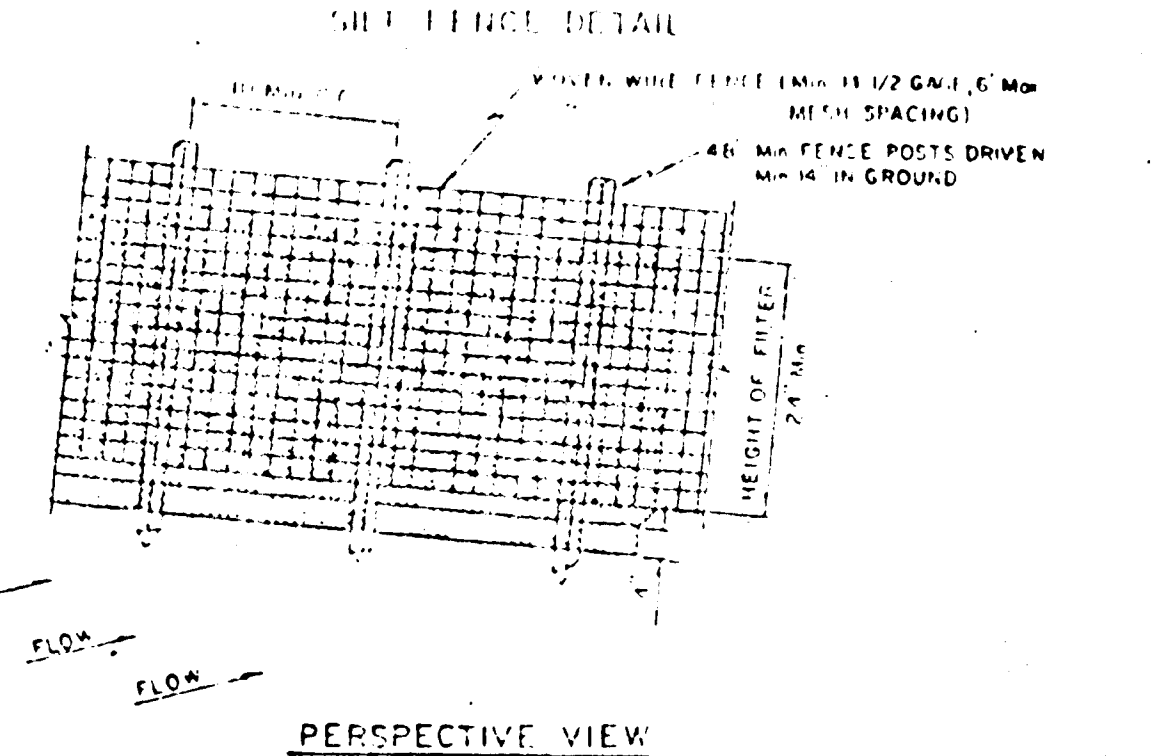 SILT FENCE DETAIL
WOVEN WIRE FENCE (Min 14 1/2 GAGE, 6" Max
MESH SPACING)
48" Min FENCE POSTS DRIVEN
Min 14" IN GROUND
HEIGHT OF FILTER
24" Min
FLOW
FLOW
PERSPECTIVE VIEW